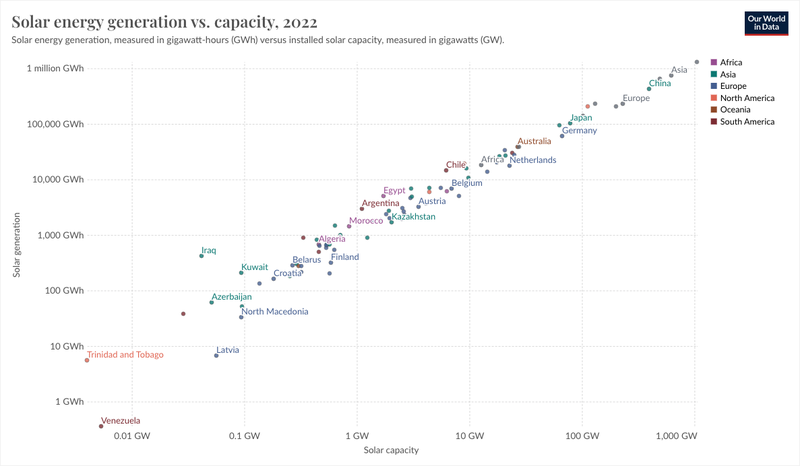 Solar energy generation vs. capacity, 2022
Solar energy generation, measured in gigawatt-hours (GWh) versus installed solar capacity, measured in gigawatts (GW).
Our World
in Data
1 million GWh
100,000 GWh
10,000 GWh
1,000 GWh
100 GWh
10 GWh
1 GWh
Solar generation
0.01 GW
0.1 GW
1 GW
10 GW
100 GW
1,000 GW
Solar capacity
Asia
China
Europe
Japan
Germany
Australia
Africa
Netherlands
Chile
Belgium
Egypt
Austria
Argentina
Kazakhstan
Morocco
Algeria
Iraq
Finland
Belarus
Kuwait
Croatia
Azerbaijan
North Macedonia
Latvia
Trinidad and Tobago
Venezuela
Africa
Asia
Europe
North America
Oceania
South America